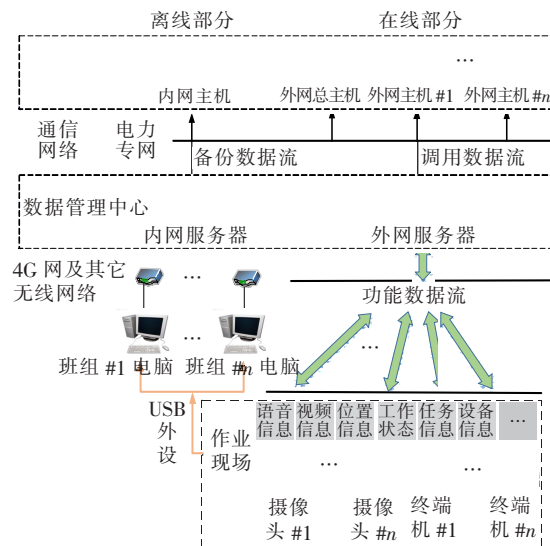 离线部分 在线部分
…
内网主机 外网总主机 外网主机 #1 外网主机 #n
通信 电力
网络 专网
备份数据流 调用数据流
数据管理中心
内网服务器 外网服务器
4G 网及其它
无线网络
…
功能数据流
…
…
班组 #1 电脑 班组 #n 电脑
USB
外
设
作业
现场
语音 视频 位置 工作 任务 设备 …
信息 信息 信息 状态 信息 信息
… …
摄像 摄像 终端 终端
头 #1 头 #n 机 #1 机 #n